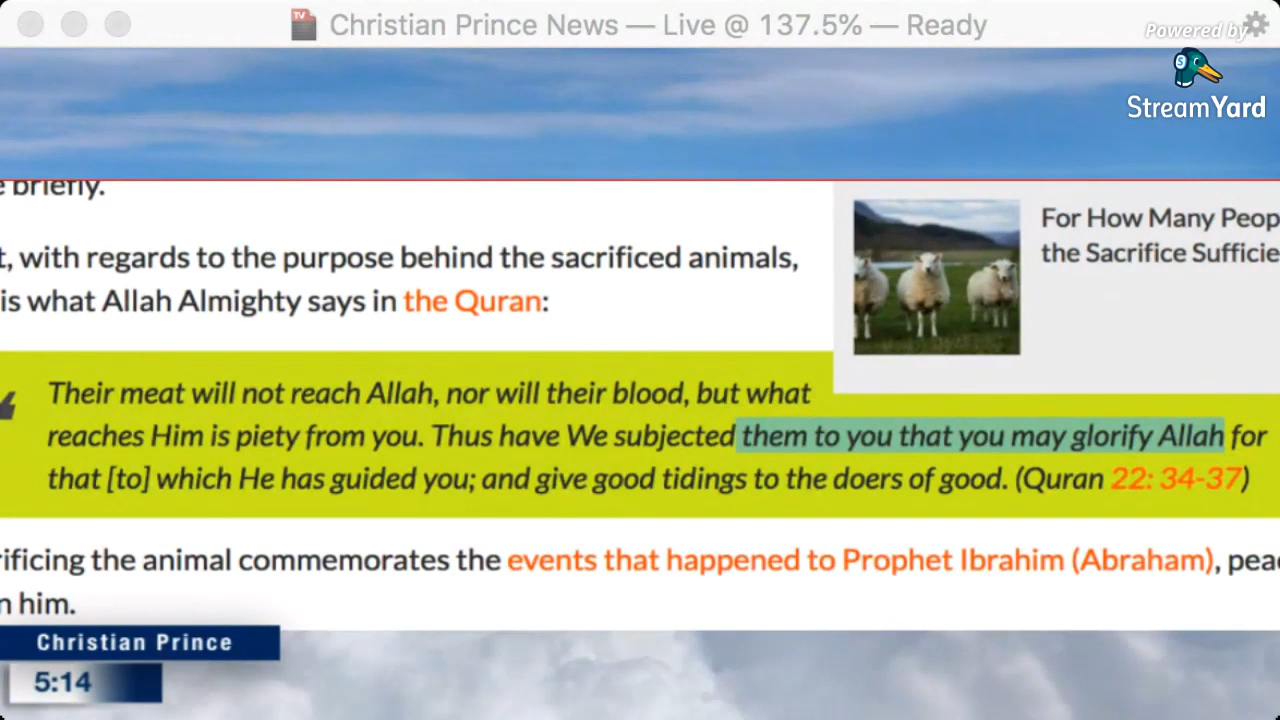 Christian Prince News — Live @ 137.5% — Ready
Powered by
StreamYard
briefly.
with regards to the purpose behind the sacrificed animals,
is what Allah Almighty says in the Quran:
For How Many
the Sacrifice
Their meat will not reach Allah, nor will their blood, but what
reaches Him is piety from you. Thus have We subjected them to you that you may glorify Allah for
that [to] which He has guided you; and give good tidings to the doers of good. (Quran 22: 34-37)
the animal commemorates the events that happened to Prophet Ibrahim (Abraham),
him.
Christian Prince
5:14